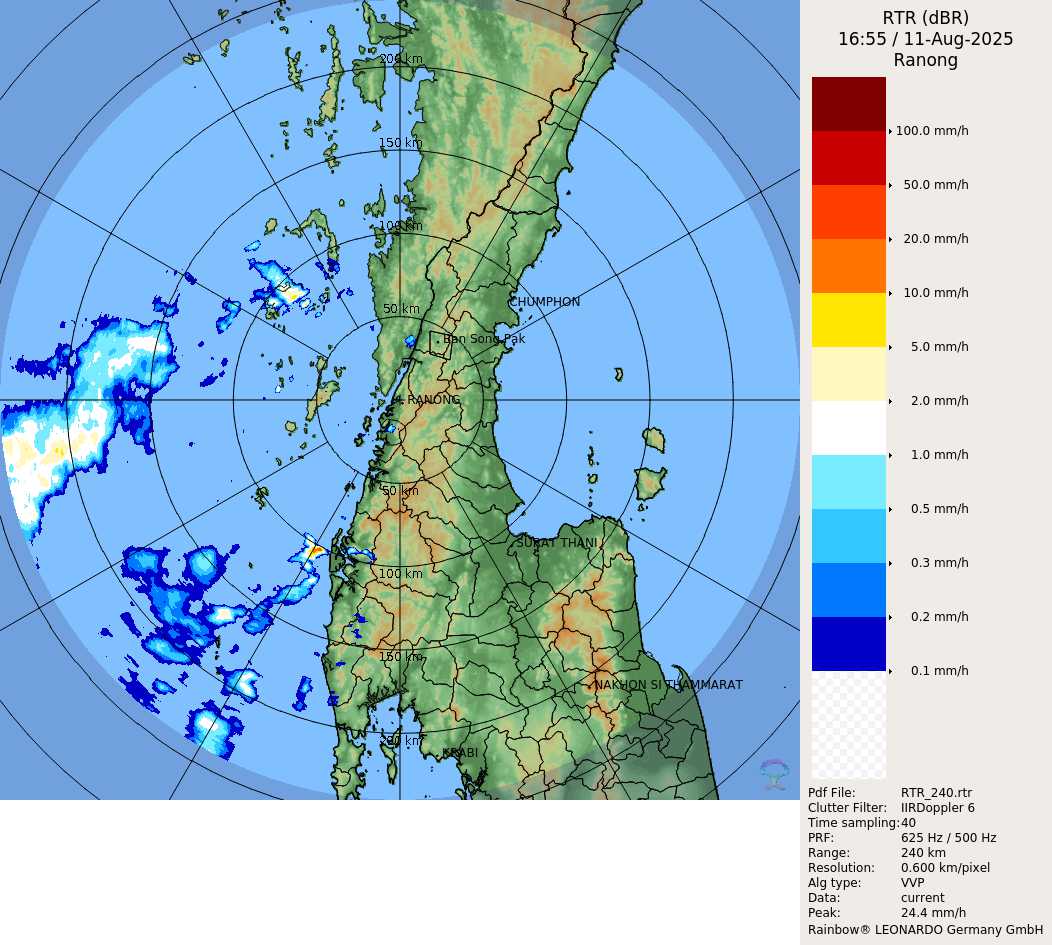 200 km
150 km
100 km
50 km
CHUMPHON
Ban Song Pak
RANONG
50 km
SURAT THANI
100 km
150 km
NAKHON SI THAMMARAT
200 km
KRABI
RTR (dBR)
16:55 / 11-Aug-2025
Ranong
100.0 mm/h
50.0 mm/h
20.0 mm/h
10.0 mm/h
5.0 mm/h
2.0 mm/h
1.0 mm/h
0.5 mm/h
0.3 mm/h
0.2 mm/h
0.1 mm/h
Pdf File: RTR_240.rtr
Clutter Filter: IIRDoppler 6
Time sampling:40
PRF: 625 Hz / 500 Hz
Range: 240 km
Resolution: 0.600 km/pixel
Alg type: VVP
Data: current
Peak: 24.4 mm/h
Rainbow® LEONARDO Germany GmbH